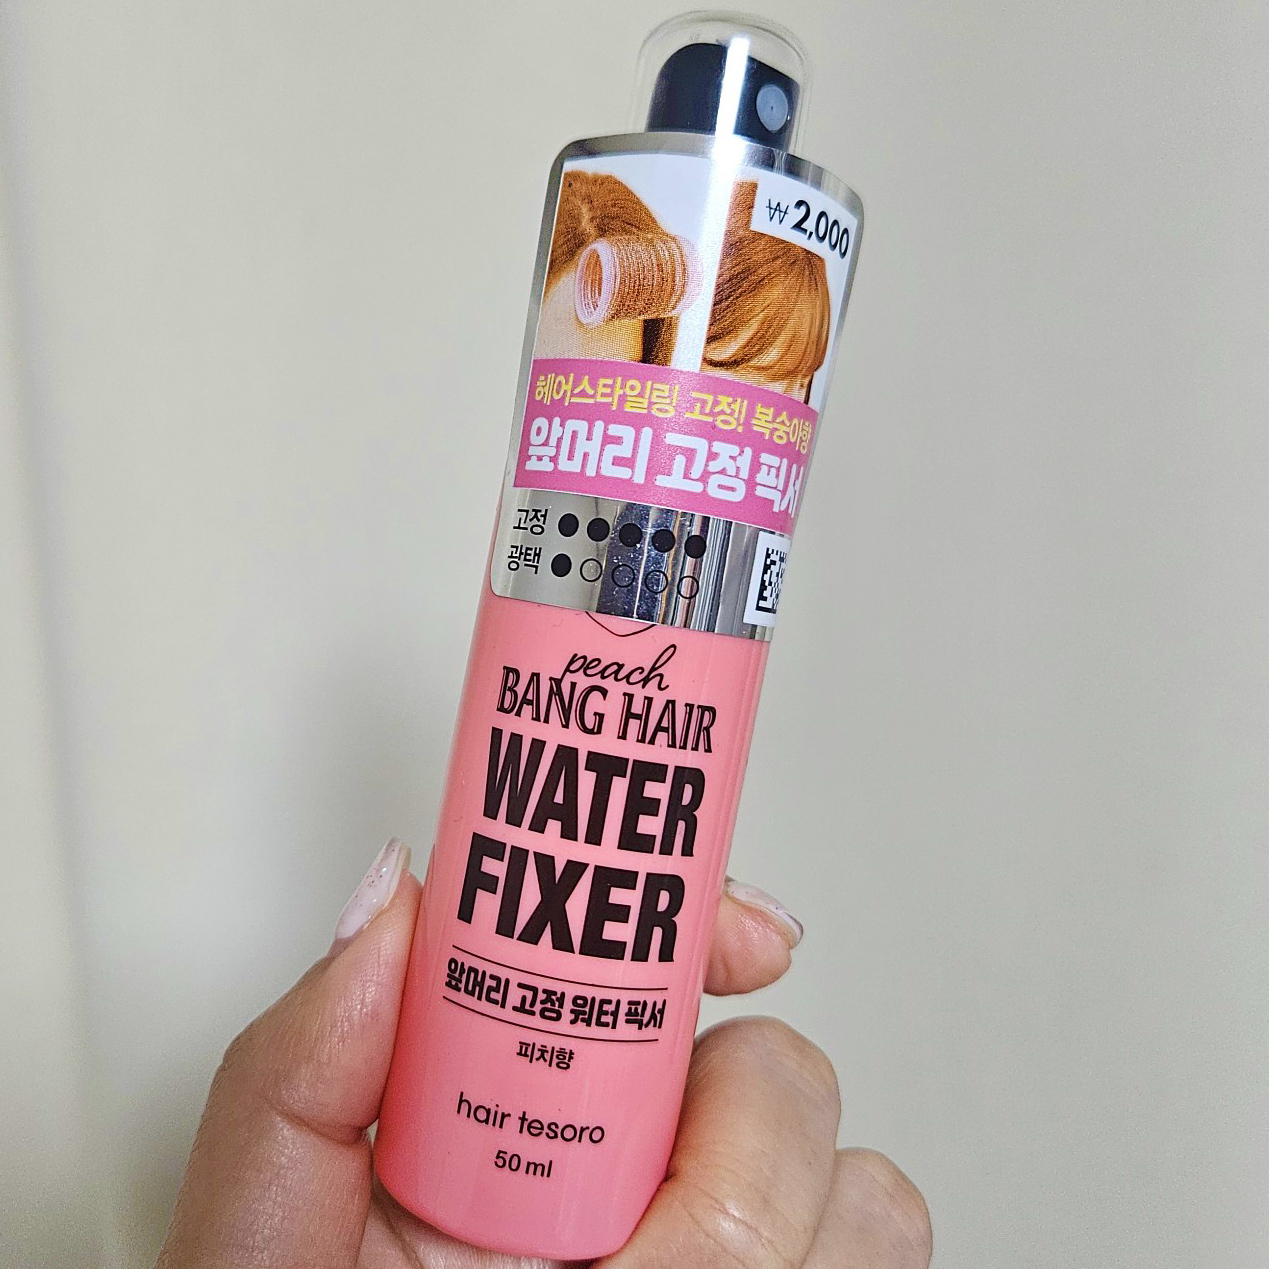 ₩2,000
헤어스타일링 고정! 복숭아향
앞머리 고정 픽서
고정
광택
peach
BANG HAIR
WATER
FIXER
앞머리 고정 워터 픽서
피치향
hair tesoro
50 ml